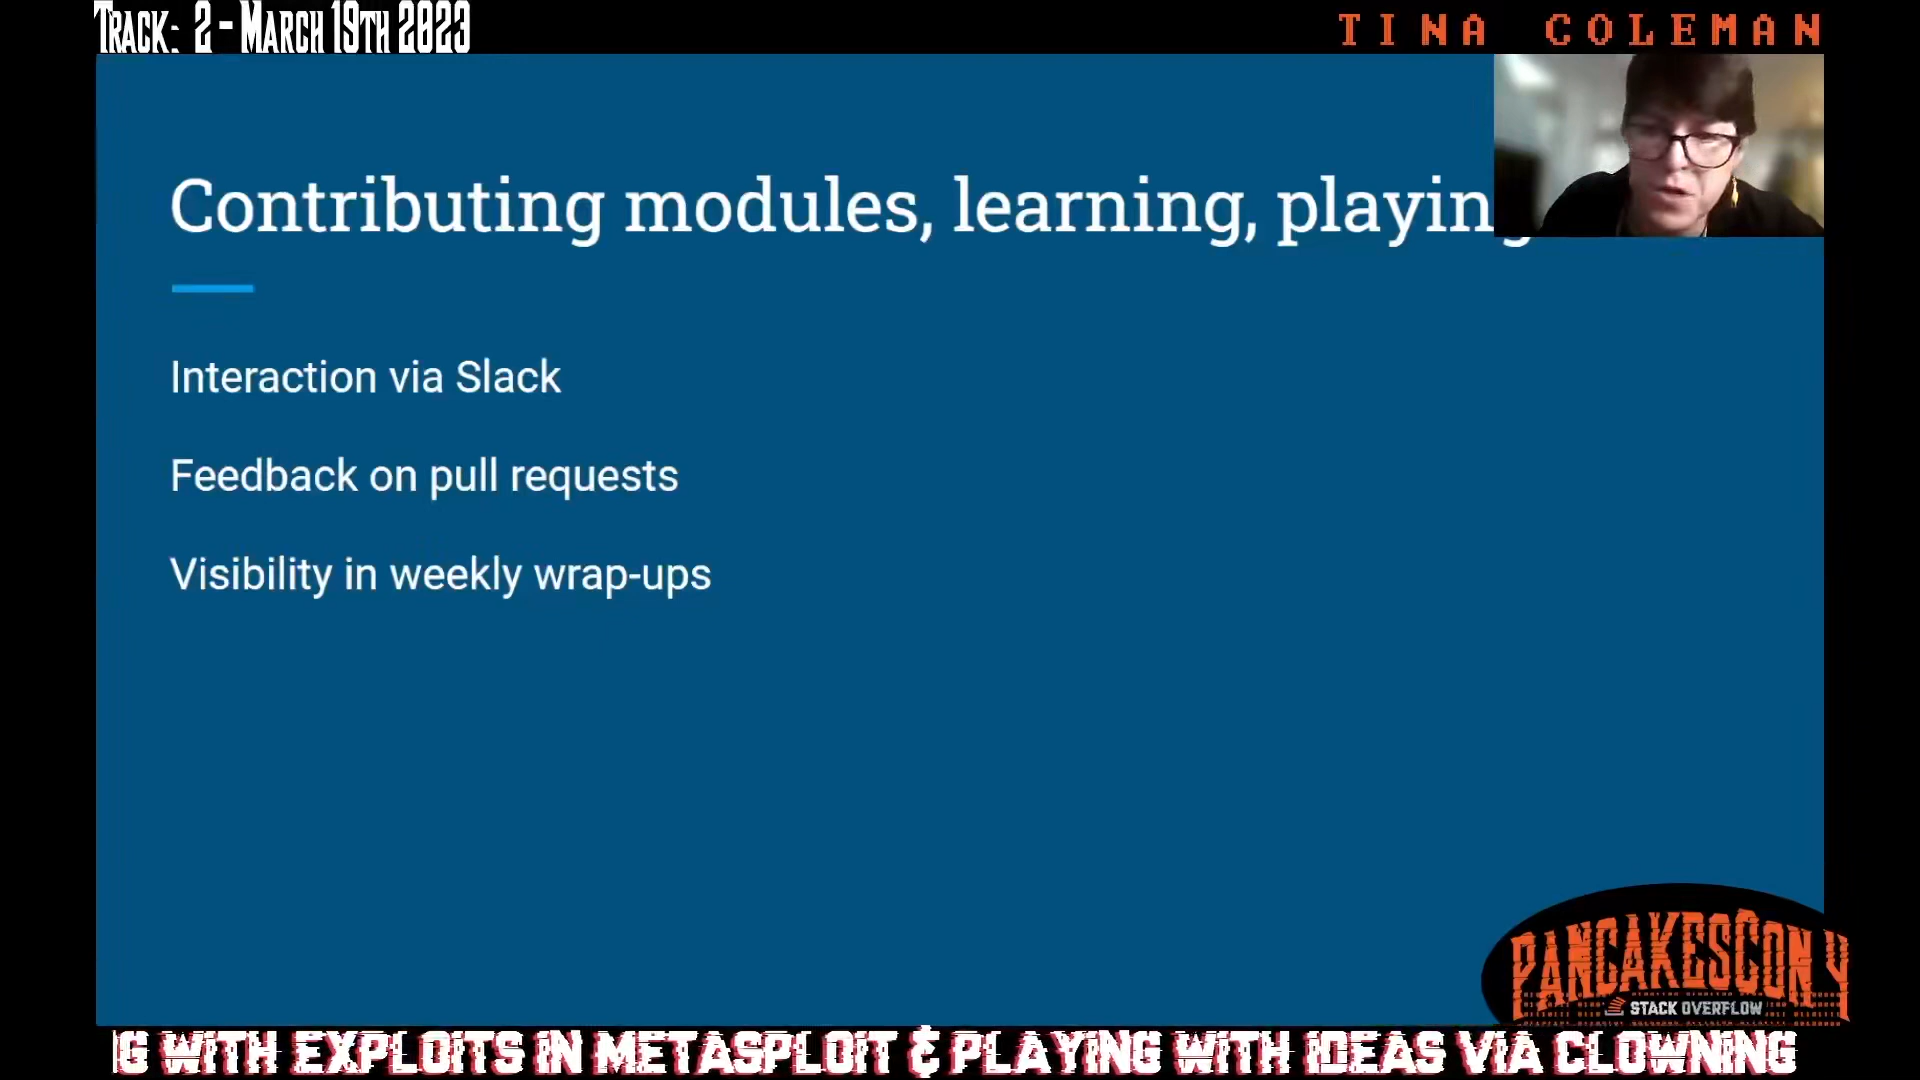 Track: 2 - March 19th 2023
TINA COLEMAN
Contributing modules, learning, playing
Interaction via Slack
Feedback on pull requests
Visibility in weekly wrap-ups
PANCAKESCON 4
STACK OVERFLOW
G WITH EXPLOITS IN METASPLOIT & PLAYING WITH IDEAS VIA CLOWNING